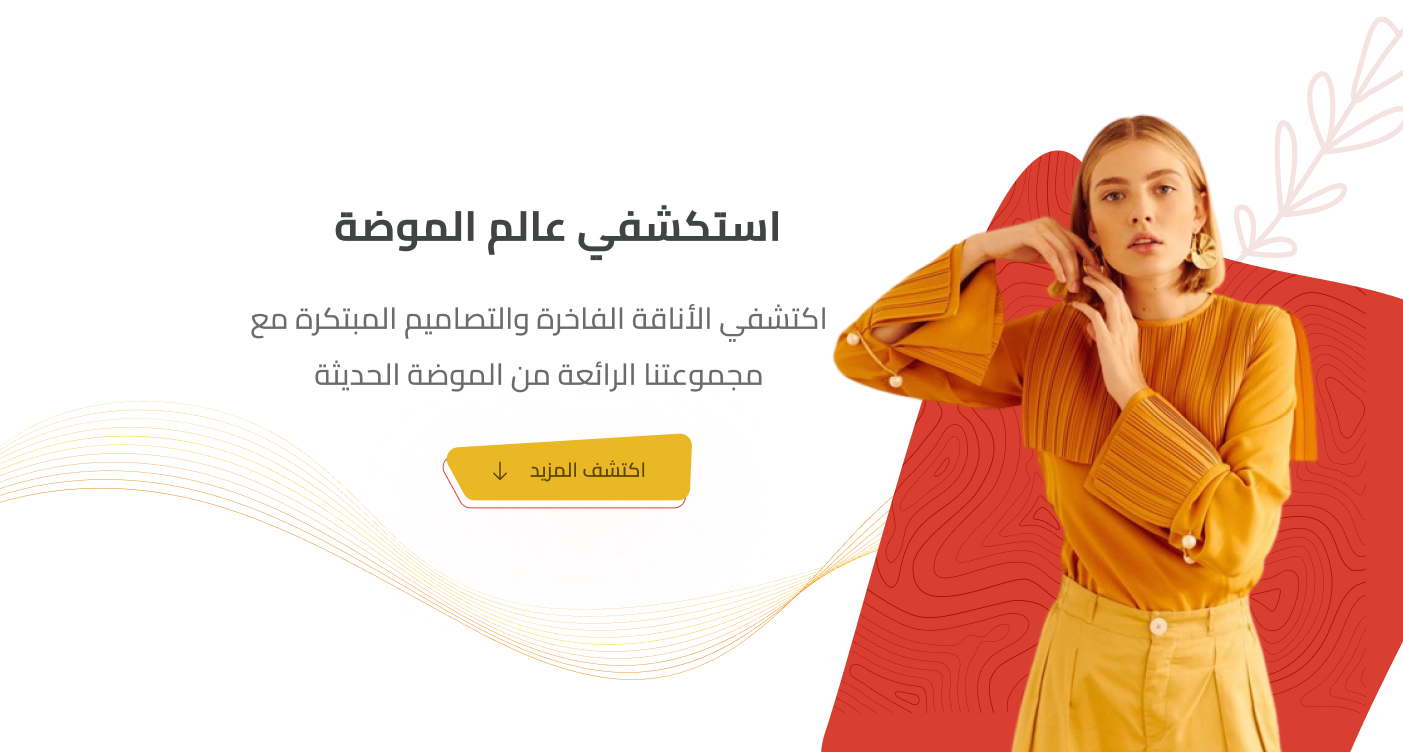 استكشفي عالم الموضة
اكتشفي الأناقة الفاخرة والتصاميم المبتكرة مع
مجموعتنا الرائعة من الموضة الحديثة
اكتشف المزيد